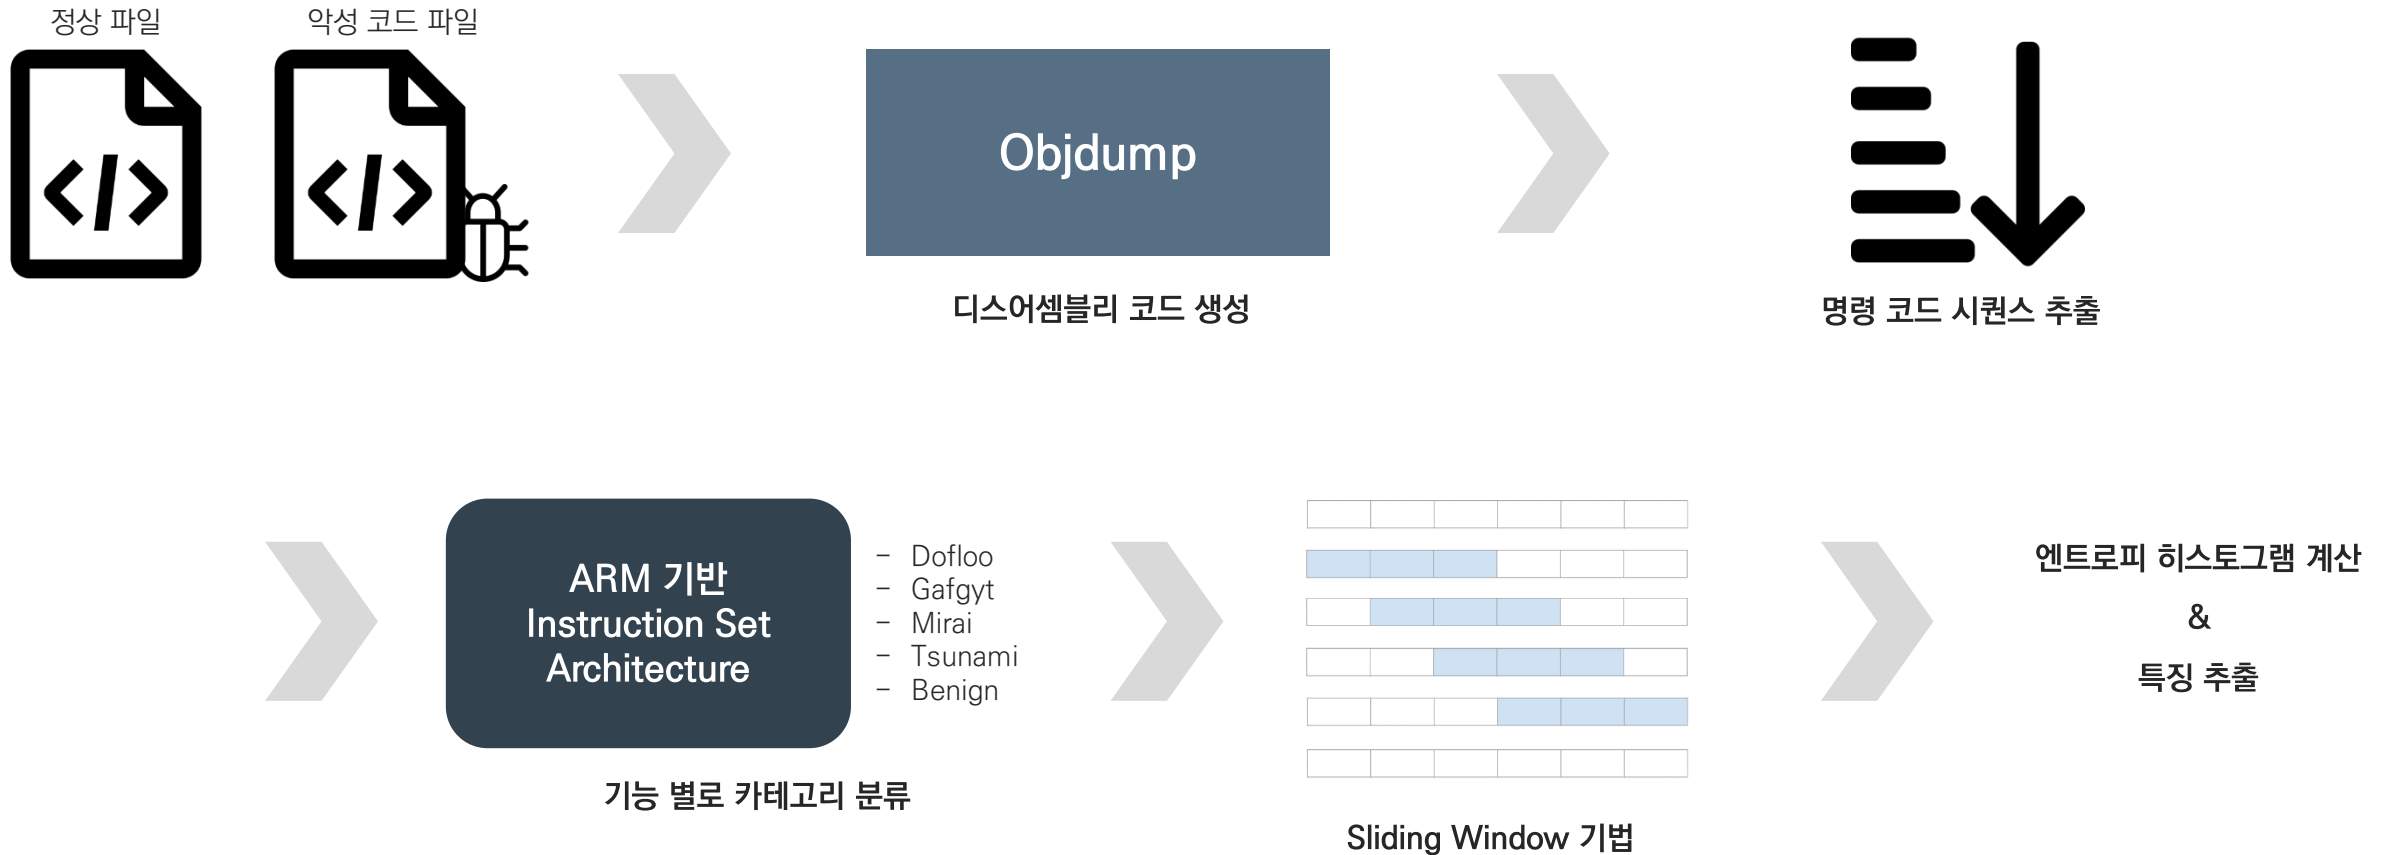 정상 파일
악성 코드 파일
</>
</>
Objdump
디스어셈블리 코드 생성
명령 코드 시퀀스 추출
ARM 기반
Instruction Set
Architecture
- Dofloo
- Gafgyt
- Mirai
- Tsunami
- Benign
기능 별로 카테고리 분류
Sliding Window 기법
엔트로피 히스토그램 계산
&
특징 추출